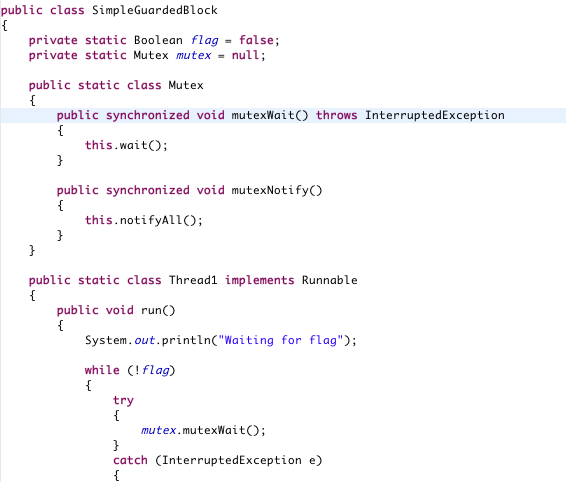 public class SimpleGuardedBlock
{
    private static Boolean flag = false;
    private static Mutex mutex = null;

    public static class Mutex
    {
        public synchronized void mutexWait() throws InterruptedException
        {
            this.wait();
        }

        public synchronized void mutexNotify()
        {
            this.notifyAll();
        }
    }

    public static class Thread1 implements Runnable
    {
        public void run()
        {
            System.out.println("Waiting for flag");

            while (!flag)
            {
                try
                {
                    mutex.mutexWait();
                }
                catch (InterruptedException e)
                {